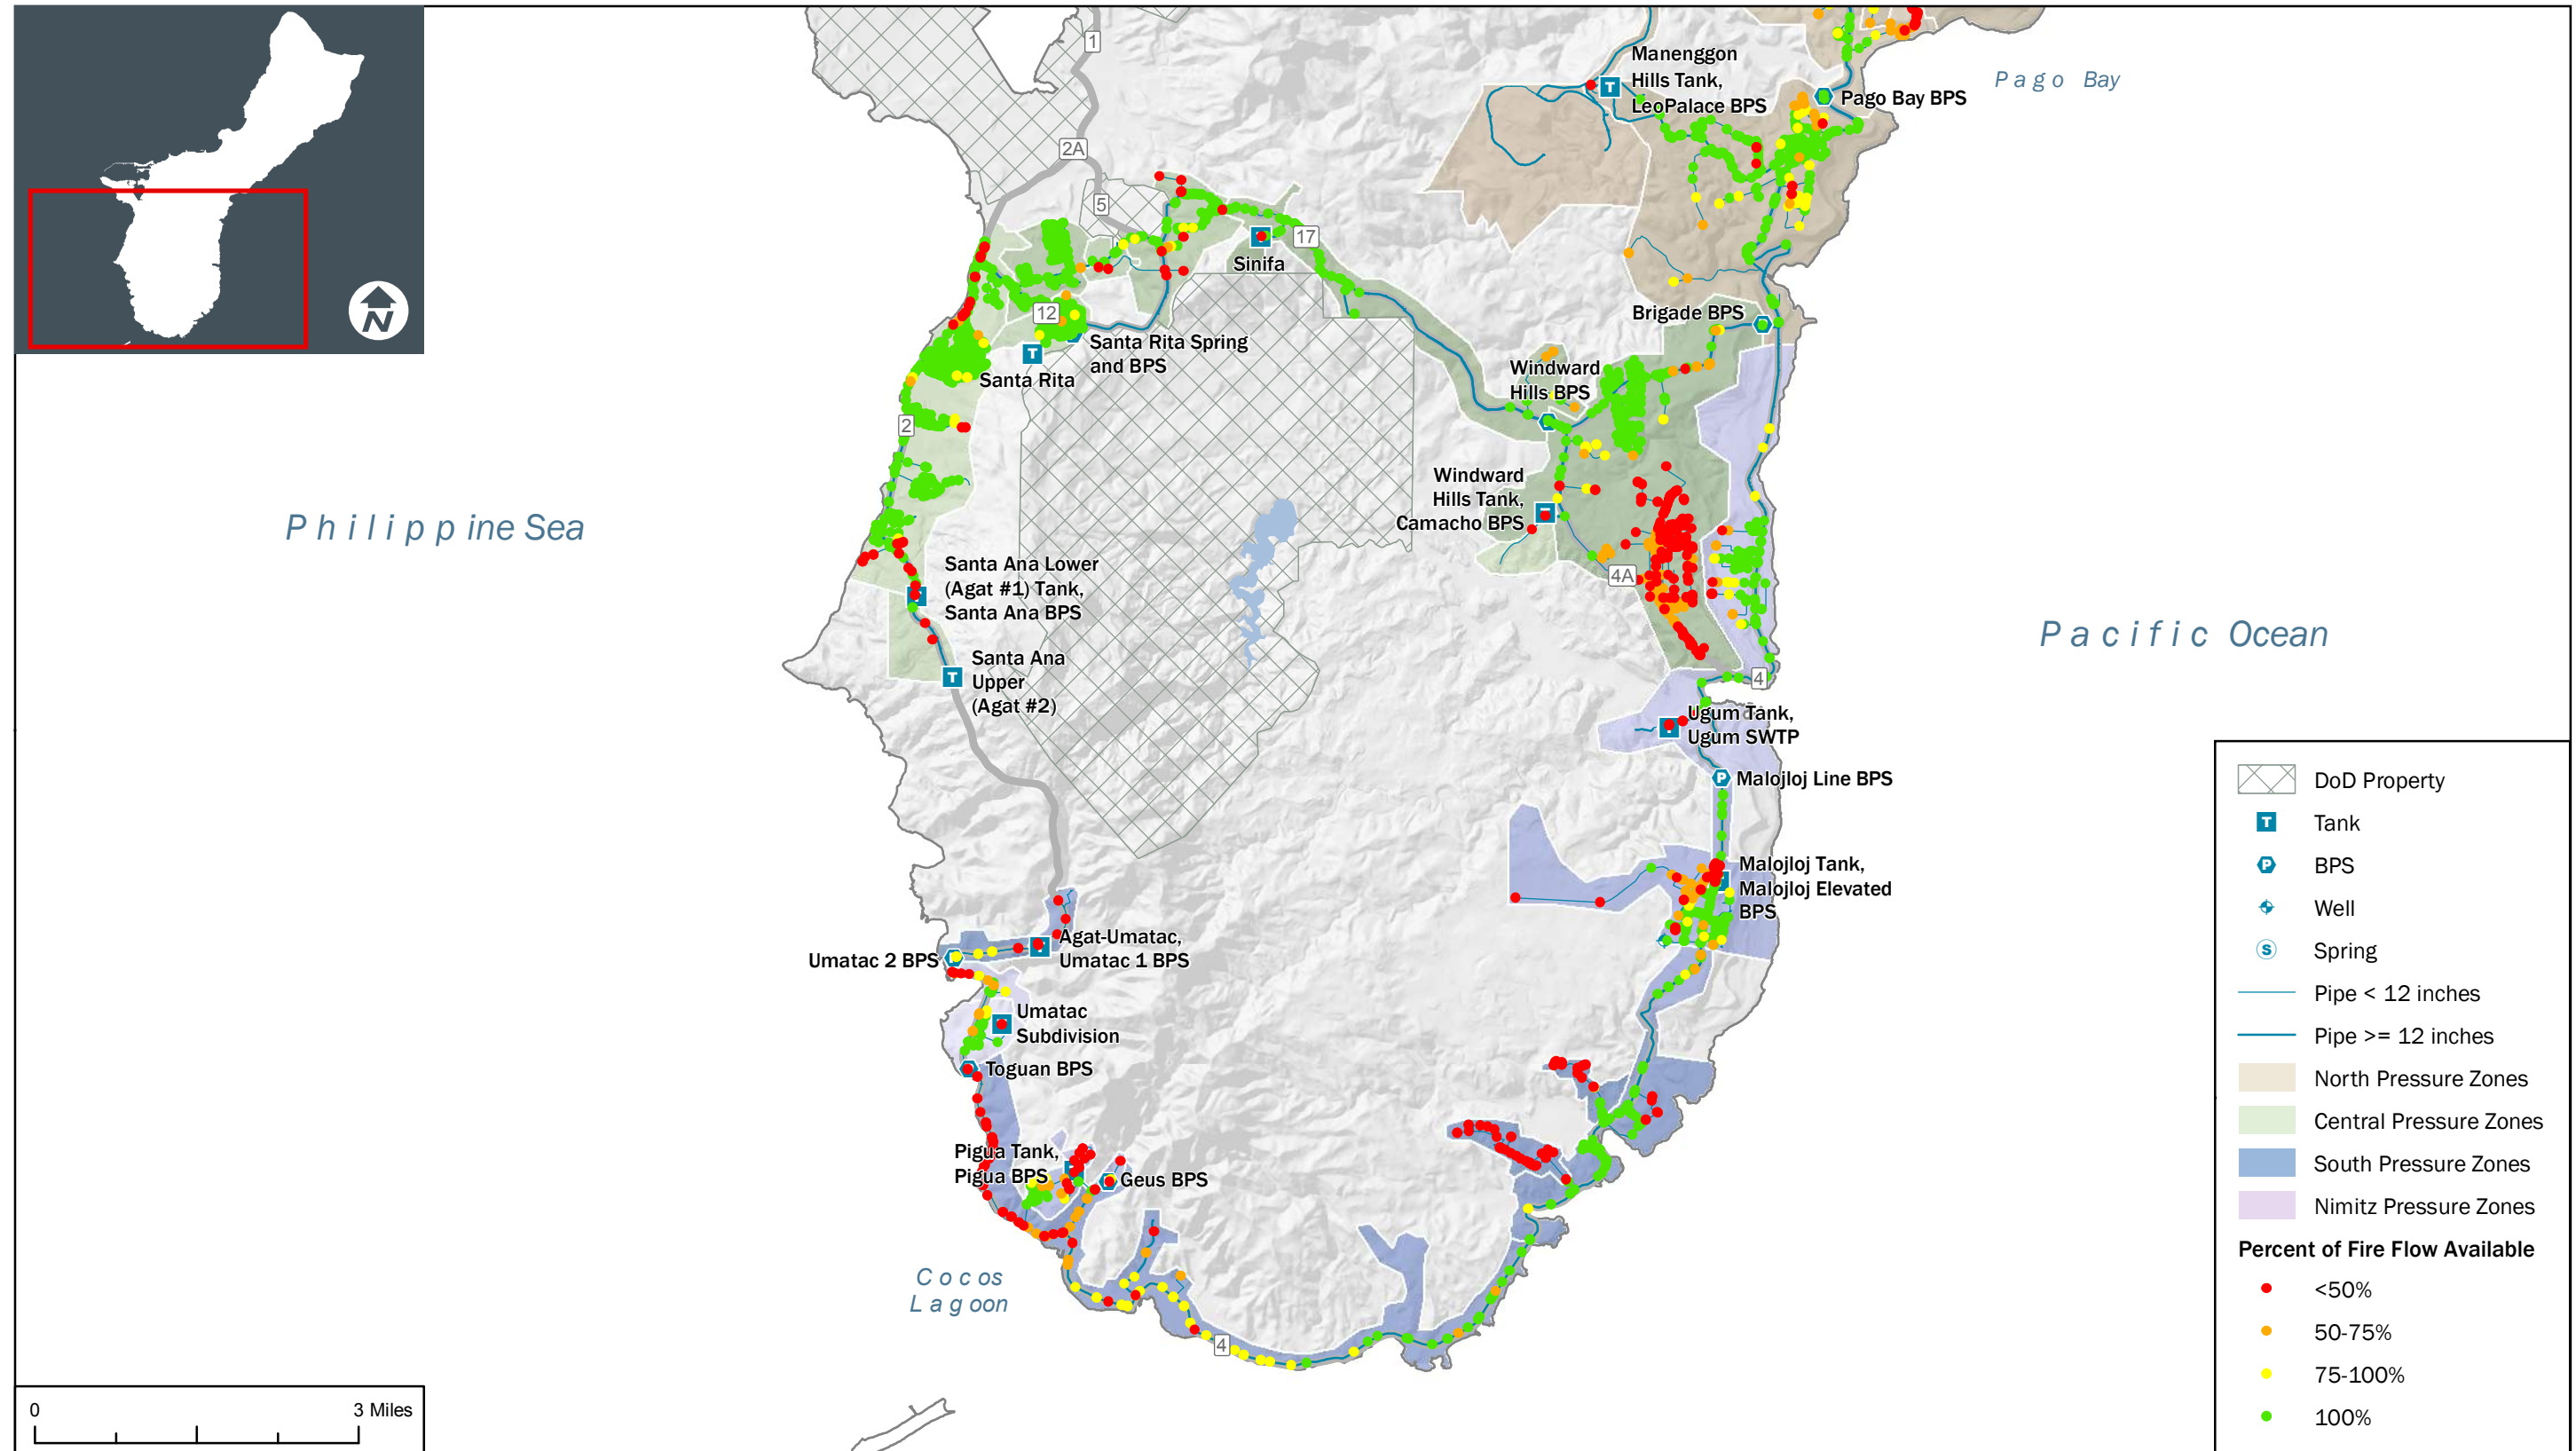 N
1
2A
5
17
12
2
4A
4
4
Manenggon
Hills Tank,
LeoPalace BPS
Pago Bay
Pago Bay BPS
Sinifa
Brigade BPS
Santa Rita Spring
and BPS
Santa Rita
Windward
Hills BPS
Windward
Hills Tank,
Camacho BPS
Philippine Sea
Santa Ana Lower
(Agat #1) Tank,
Santa Ana BPS
Pacific Ocean
Santa Ana
Upper
(Agat #2)
Ugum Tank,
Ugum SWTP
Malojloj Line BPS
Malojloj Tank,
Malojloj Elevated
BPS
Agat-Umatac,
Umatac 1 BPS
Umatac 2 BPS
Umatac
Subdivision
Toguan BPS
Pigua Tank,
Pigua BPS
Geus BPS
Cocos
Lagoon
0 3 Miles
DoD Property
T Tank
P BPS
Well
S Spring
Pipe < 12 inches
Pipe >= 12 inches
North Pressure Zones
Central Pressure Zones
South Pressure Zones
Nimitz Pressure Zones
Percent of Fire Flow Available
<50%
50-75%
75-100%
100%